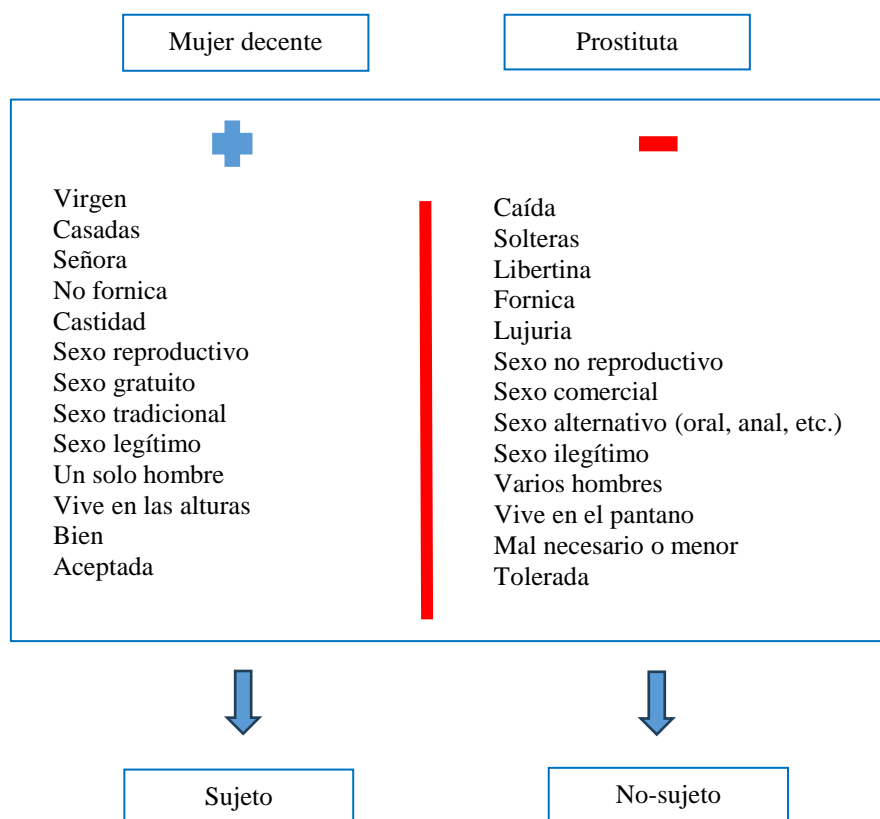 Mujer decente
Prostituta
Virgen
Casadas
Señora
No fornica
Castidad
Sexo reproductivo
Sexo gratuito
Sexo tradicional
Sexo legítimo
Un solo hombre
Vive en las alturas
Bien
Aceptada
Caída
Solteras
Libertina
Fornica
Lujuria
Sexo no reproductivo
Sexo comercial
Sexo alternativo (oral, anal, etc.)
Sexo ilegítimo
Varios hombres
Vive en el pantano
Mal necesario o menor
Tolerada
Sujeto
No-sujeto